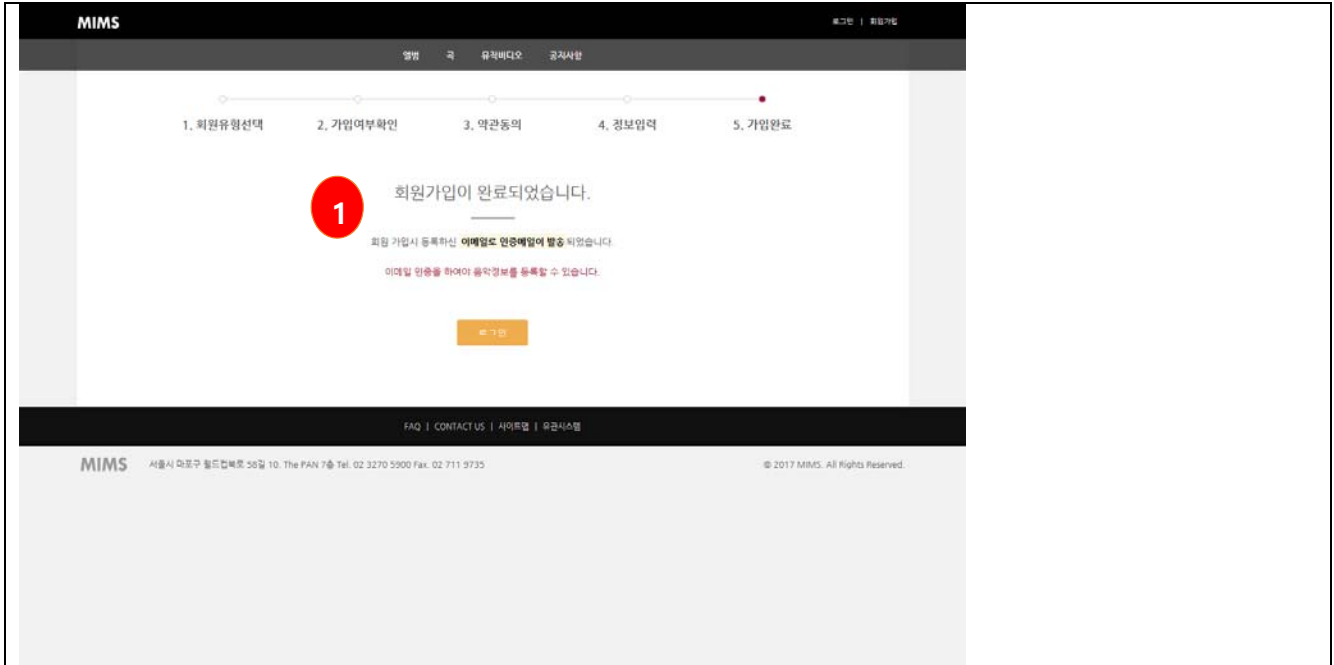 MIMS
로그인 | 회원가입
앨범 곡 뮤직비디오 공지사항
1. 회원유형선택 2. 가입여부확인 3. 약관동의 4. 정보입력 5. 가입완료
1
회원가입이 완료되었습니다.
회원 가입시 등록하신 이메일로 인증메일이 발송 되었습니다.
이메일 인증을 하여야 음악정보를 등록할 수 있습니다.
로그인
FAQ | CONTACT US | 사이트맵 | 유관시스템
MIMS 서울시 마포구 월드컵북로 58길 10. The PAN 7층 Tel. 02 3270 5900 Fax. 02 711 9735 © 2017 MIMS. All Rights Reserved.